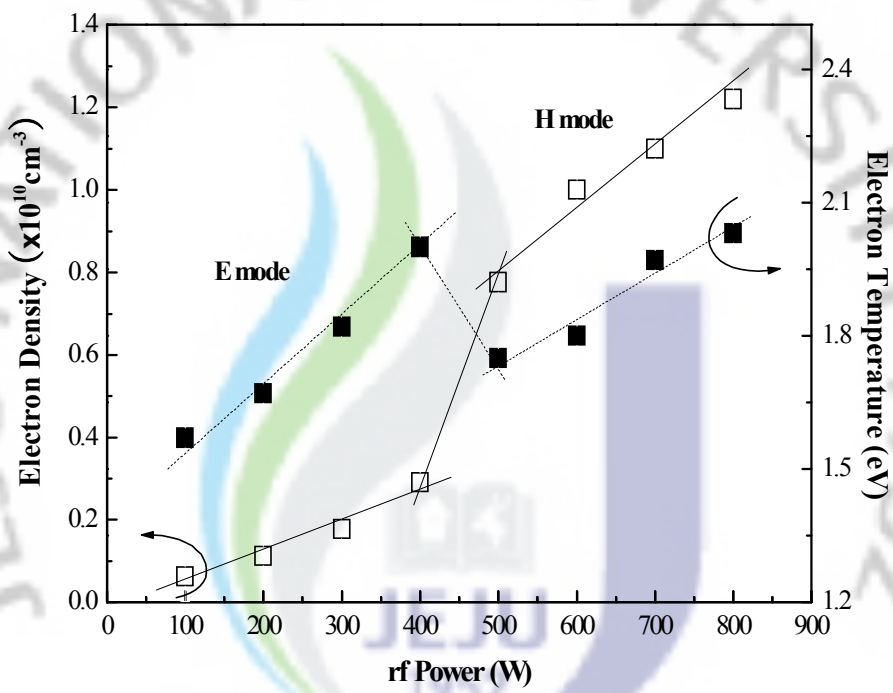 Electron Density (x10¹⁰cm⁻³)
1.4
1.2
1.0
0.8
0.6
0.4
0.2
0.0
E mode
H mode
2.4
2.1
1.8
1.5
1.2
Electron Temperature (eV)
0 100 200 300 400 500 600 700 800 900
rf Power (W)
JEJU